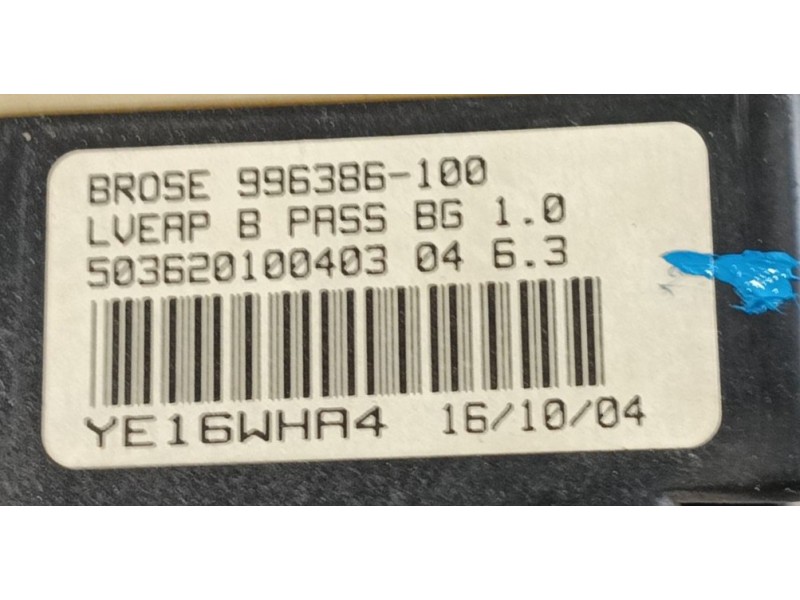 BROSE 996386-100
LVEAP B PASS BG 1.0
503620100403 04 6.3
YE16WHA4 16/10/04